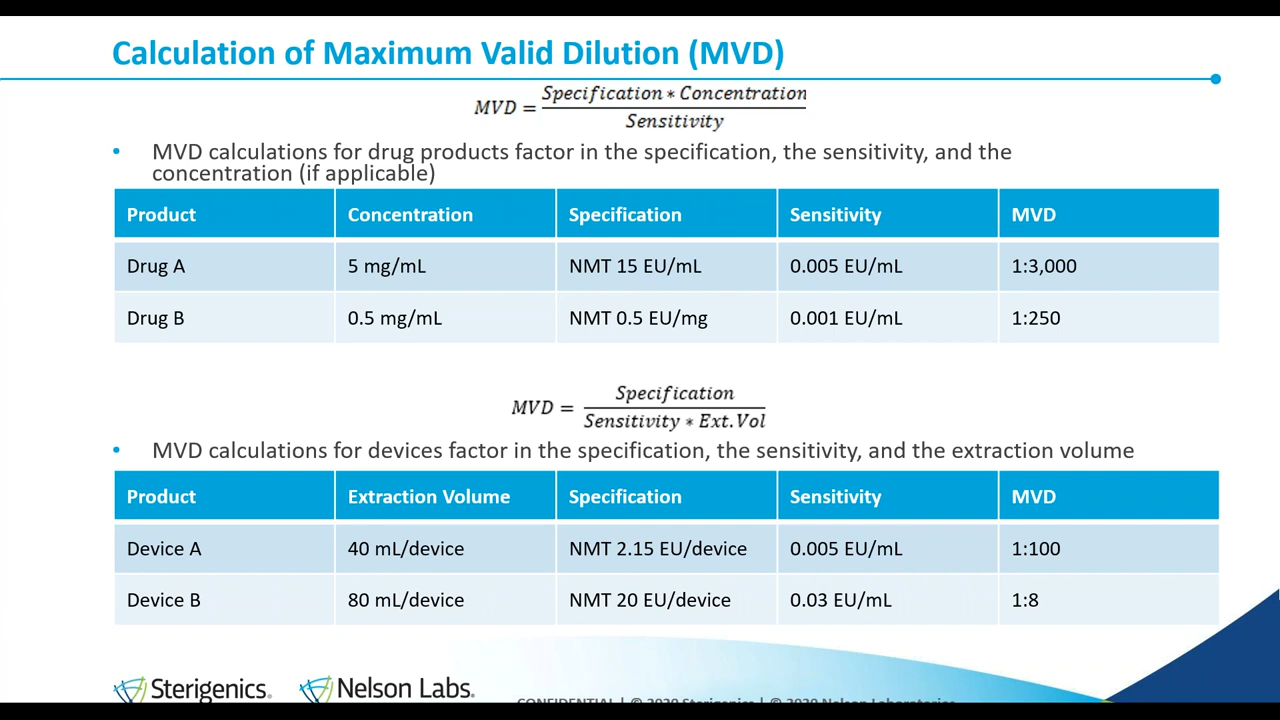 Calculation of Maximum Valid Dilution (MVD)
MVD = Specification * Concentration / Sensitivity
• MVD calculations for drug products factor in the specification, the sensitivity, and the
concentration (if applicable)
Product Concentration Specification Sensitivity MVD
Drug A 5 mg/mL NMT 15 EU/mL 0.005 EU/mL 1:3,000
Drug B 0.5 mg/mL NMT 0.5 EU/mg 0.001 EU/mL 1:250
MVD = Specification / Sensitivity * Ext.Vol
• MVD calculations for devices factor in the specification, the sensitivity, and the extraction volume
Product Extraction Volume Specification Sensitivity MVD
Device A 40 mL/device NMT 2.15 EU/device 0.005 EU/mL 1:100
Device B 80 mL/device NMT 20 EU/device 0.03 EU/mL 1:8
Sterigenics® Nelson Labs®
CONFIDENTIAL | © 2020 Sterigenics | © 2020 Nelson Laboratories